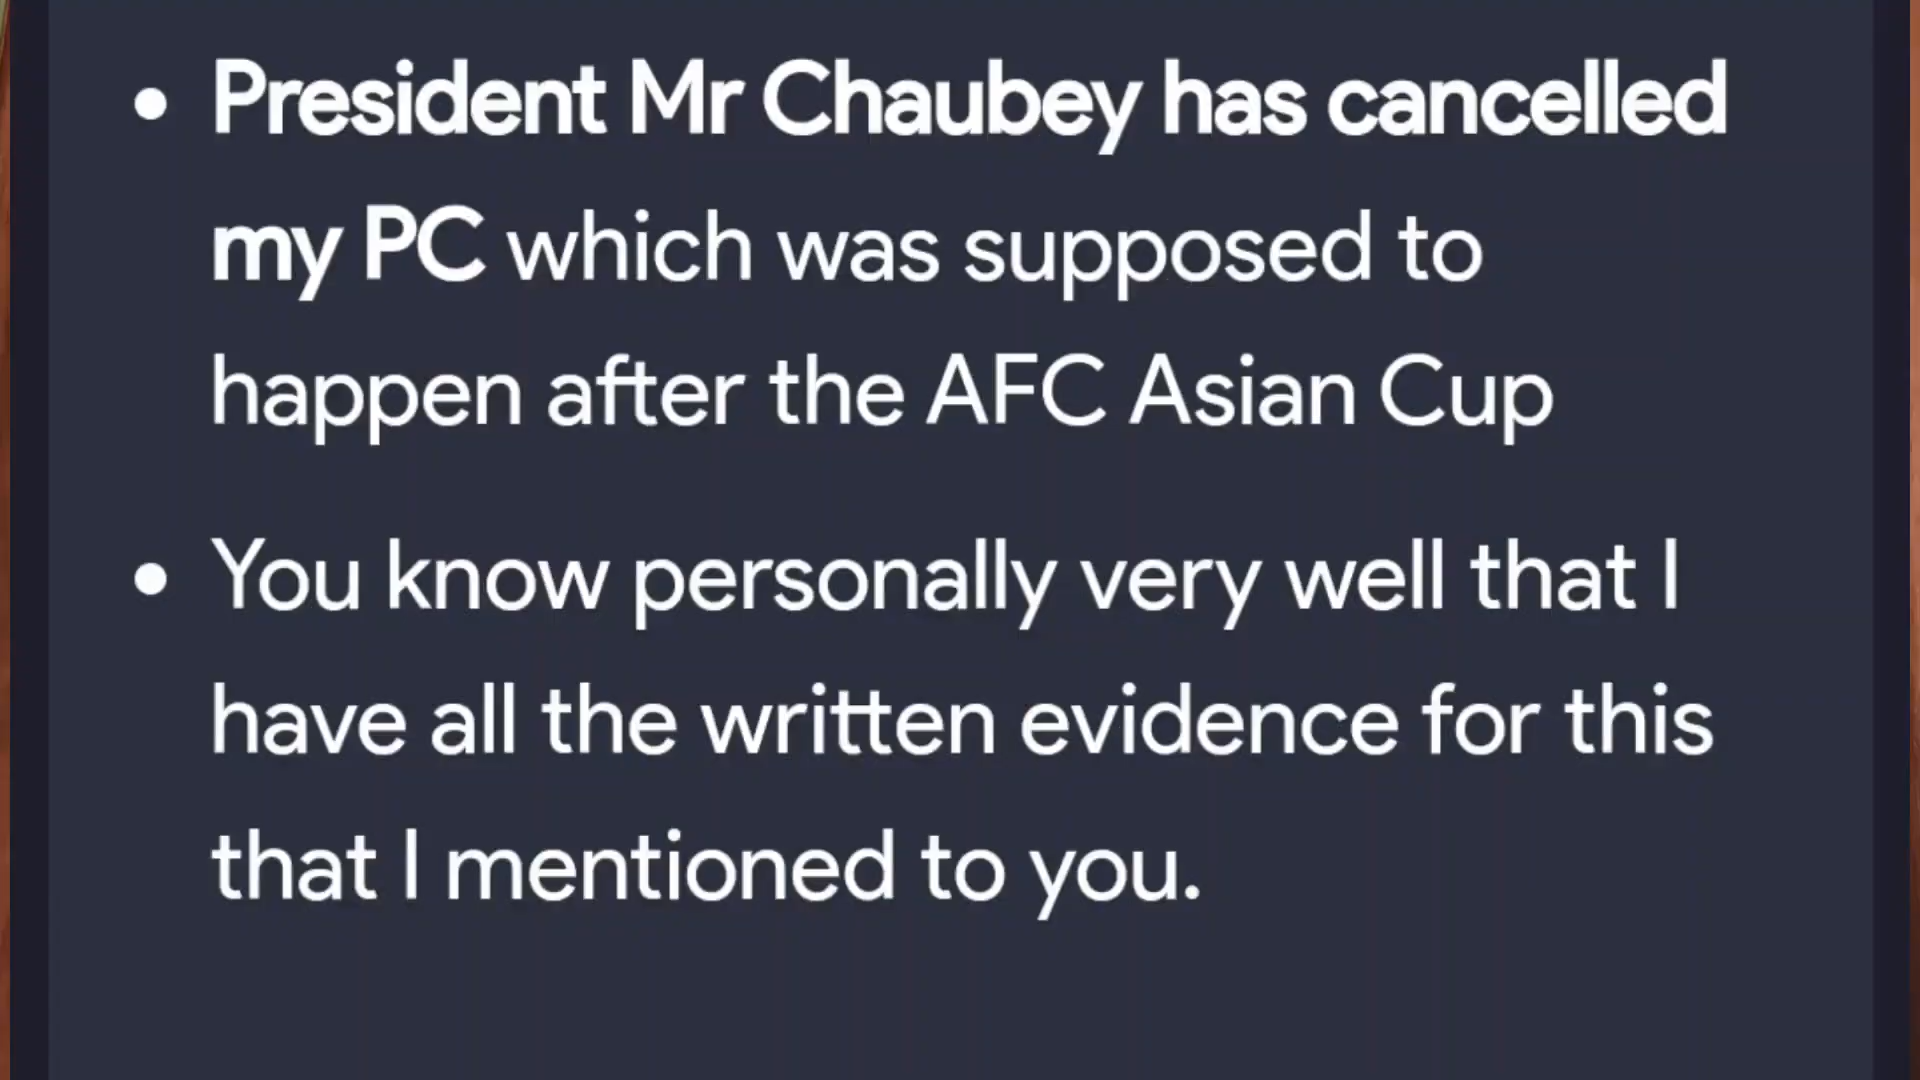 • President Mr Chaubey has cancelled
my PC which was supposed to
happen after the AFC Asian Cup
• You know personally very well that I
have all the written evidence for this
that I mentioned to you.